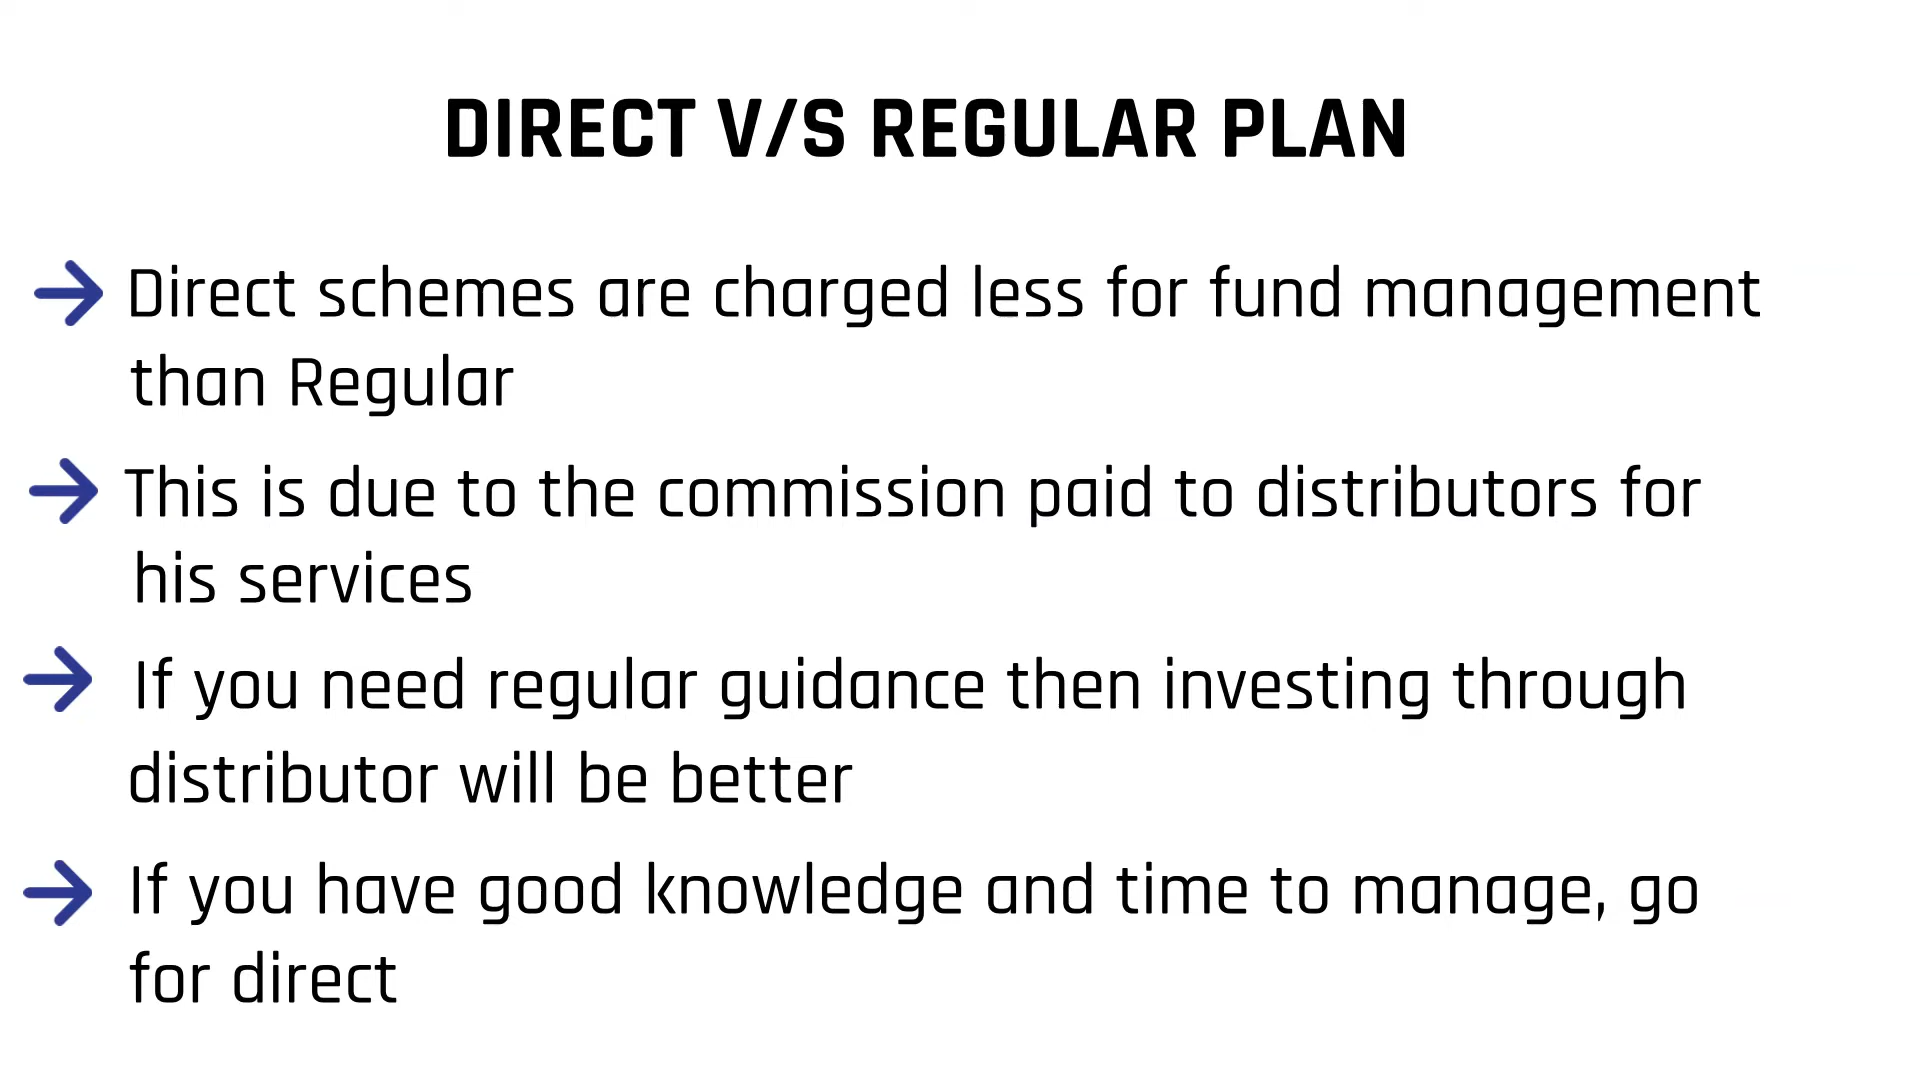 DIRECT V/S REGULAR PLAN
Direct schemes are charged less for fund management
than Regular
This is due to the commission paid to distributors for
his services
If you need regular guidance then investing through
distributor will be better
If you have good knowledge and time to manage, go
for direct